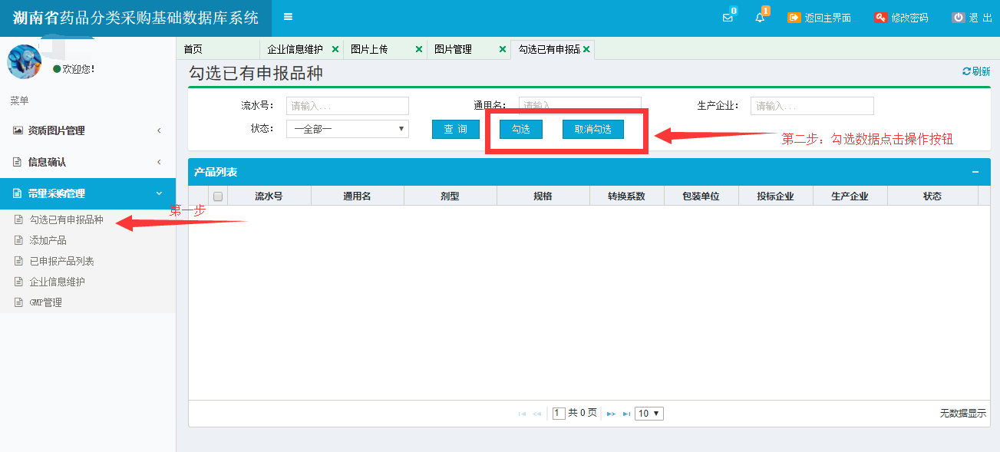 湖南省药品分类采购基础数据库系统
0
1
返回主界面
修改密码
退 出
欢迎您!
菜单
资质图片管理
信息确认
带里采购管理
勾选已有申报品种
添加产品
已申报产品列表
企业信息维护
GMP管理
第一步
首页
企业信息维护
图片上传
图片管理
勾选已有申报品
勾选已有申报品种
刷新
流水号:
请输入...
通用名:
请输入
生产企业:
请输入...
状态:
—全部—
查 询
勾选
取消勾选
第二步：勾选数据点击操作按钮
产品列表
流水号 通用名 剂型 规格 转换系数 包装单位 投标企业 生产企业 状态
1 共 0 页 10
无数据显示